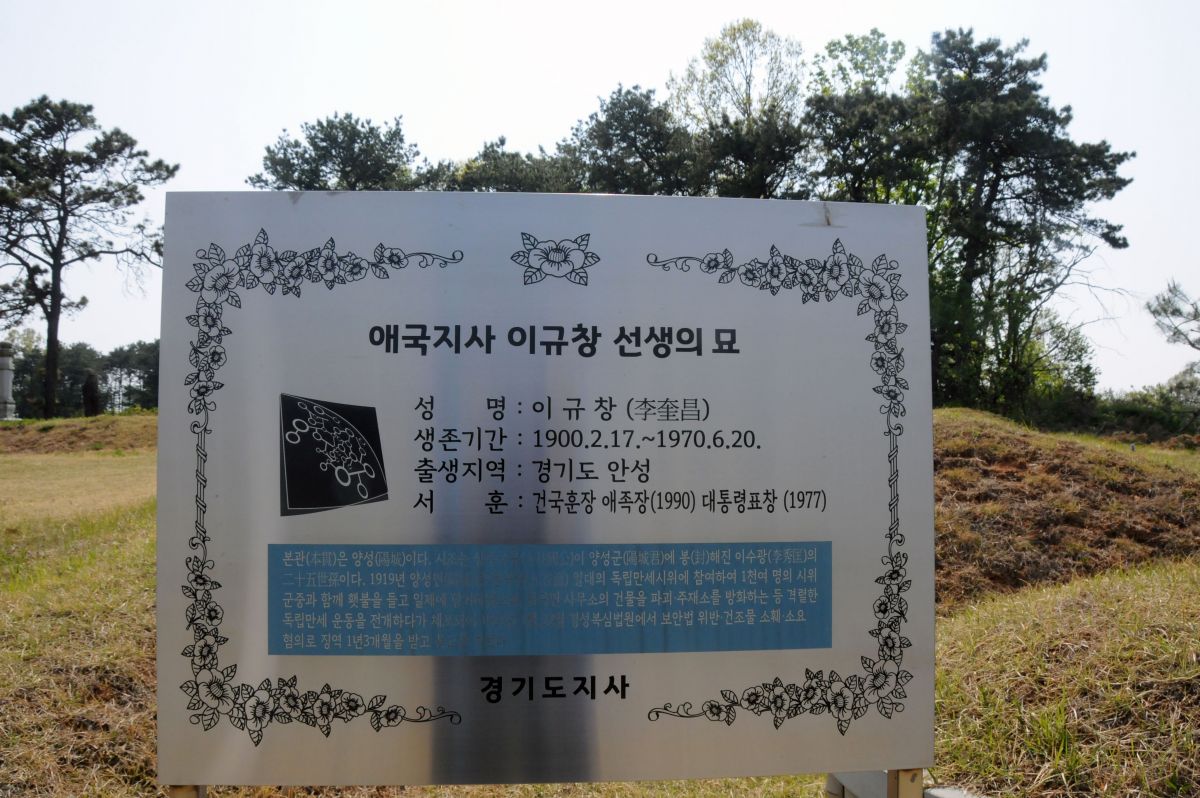 애국지사 이규창 선생의 묘
성 명 : 이 규 창 (李奎昌)
생존기간 : 1900.2.17.~1970.6.20.
출생지역 : 경기도 안성
서 훈 : 건국훈장 애족장(1990) 대통령표창 (1977)
본관(本貫)은 양성(陽城)이다. 시조는 양성군(陽城君)에 봉(封)해진 이수광(李秀匡)의
二十五世孫이다. 1919년 양성면 일대의 독립만세시위에 참여하여 1천여 명의 시위
군중과 함께 횃불을 들고 일제에 사무소의 건물을 파괴·주재소를 방화하는 등 격렬한
독립만세 운동을 전개하다가 경성복심법원에서 보안법 위반·건조물 소훼·소요
혐의로 징역 1년3개월을 받고
경기도지사